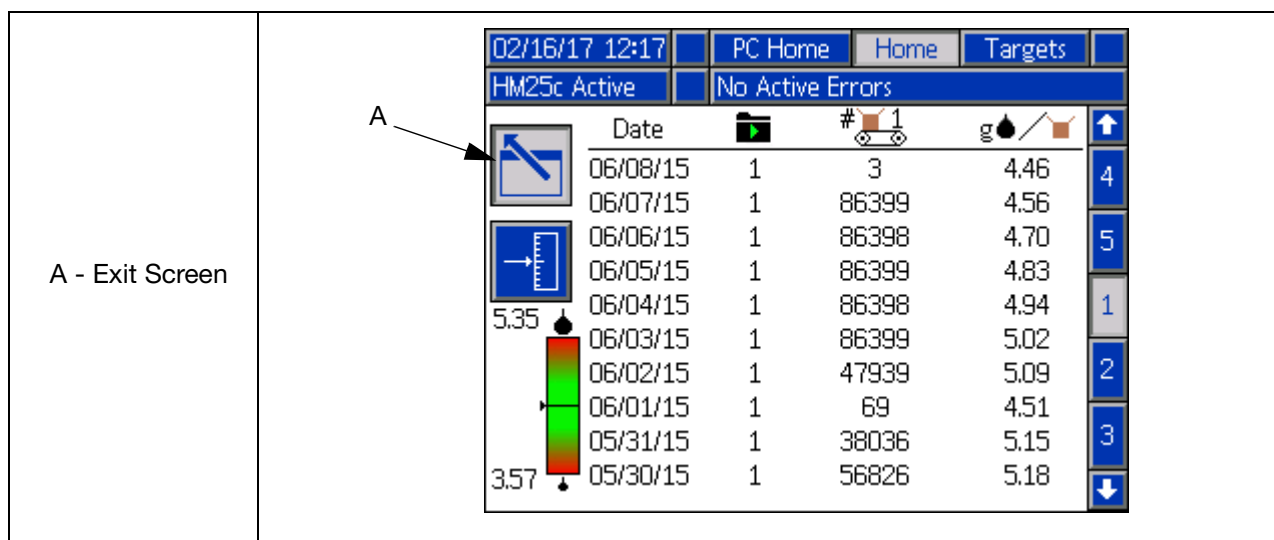 02/16/17 12:17 PC Home Home Targets
HM25c Active No Active Errors
A
Date # 1 g /
06/08/15 1 3 4.46
06/07/15 1 86399 4.56
06/06/15 1 86398 4.70
06/05/15 1 86399 4.83
06/04/15 1 86398 4.94
06/03/15 1 86399 5.02
06/02/15 1 47939 5.09
06/01/15 1 69 4.51
05/31/15 1 38036 5.15
05/30/15 1 56826 5.18
5.35
3.57
4
5
1
2
3
A - Exit Screen